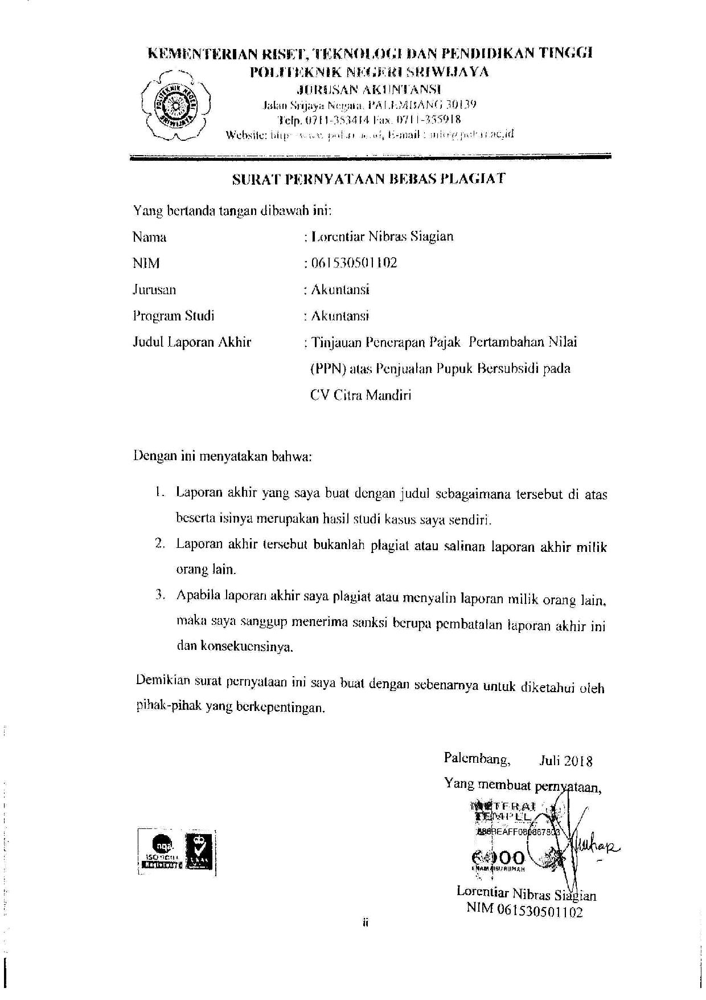 KEMENTERIAN RISET, TEKNOLOGI DAN PENDIDIKAN TINGGI
POLITEKNIK NEGERI SRIWIJAYA
JURUSAN AKUNTANSI
Jalan Srijaya Negara, PALEMBANG 30139
Telp. 0711-353414 Fax. 0711-355918
Website: E-mail :
POLITEKNIK NEGERI
SRIWIJAYA
SURAT PERNYATAAN BEBAS PLAGIAT
Yang bertanda tangan dibawah ini:
Nama : Lorentiar Nibras Siagian
NIM : 061530501102
Jurusan : Akuntansi
Program Studi : Akuntansi
Judul Laporan Akhir : Tinjauan Penerapan Pajak Pertambahan Nilai
(PPN) atas Penjualan Pupuk Bersubsidi pada
CV Citra Mandiri
Dengan ini menyatakan bahwa:
1. Laporan akhir yang saya buat dengan judul sebagaimana tersebut di atas
beserta isinya merupakan hasil studi kasus saya sendiri.
2. Laporan akhir tersebut bukanlah plagiat atau salinan laporan akhir milik
orang lain.
3. Apabila laporan akhir saya plagiat atau menyalin laporan milik orang lain,
maka saya sanggup menerima sanksi berupa pembatalan laporan akhir ini
dan konsekuensinya.
Demikian surat pernyataan ini saya buat dengan sebenarnya untuk diketahui oleh
pihak-pihak yang berkepentingan.
Palembang, Juli 2018
Yang membuat pernyataan,
METERAI
TEMPEL
6000
ENAM RIBU RUPIAH
nqa.
ISO 9001
Lorentiar Nibras Siagian
NIM 061530501102
ii